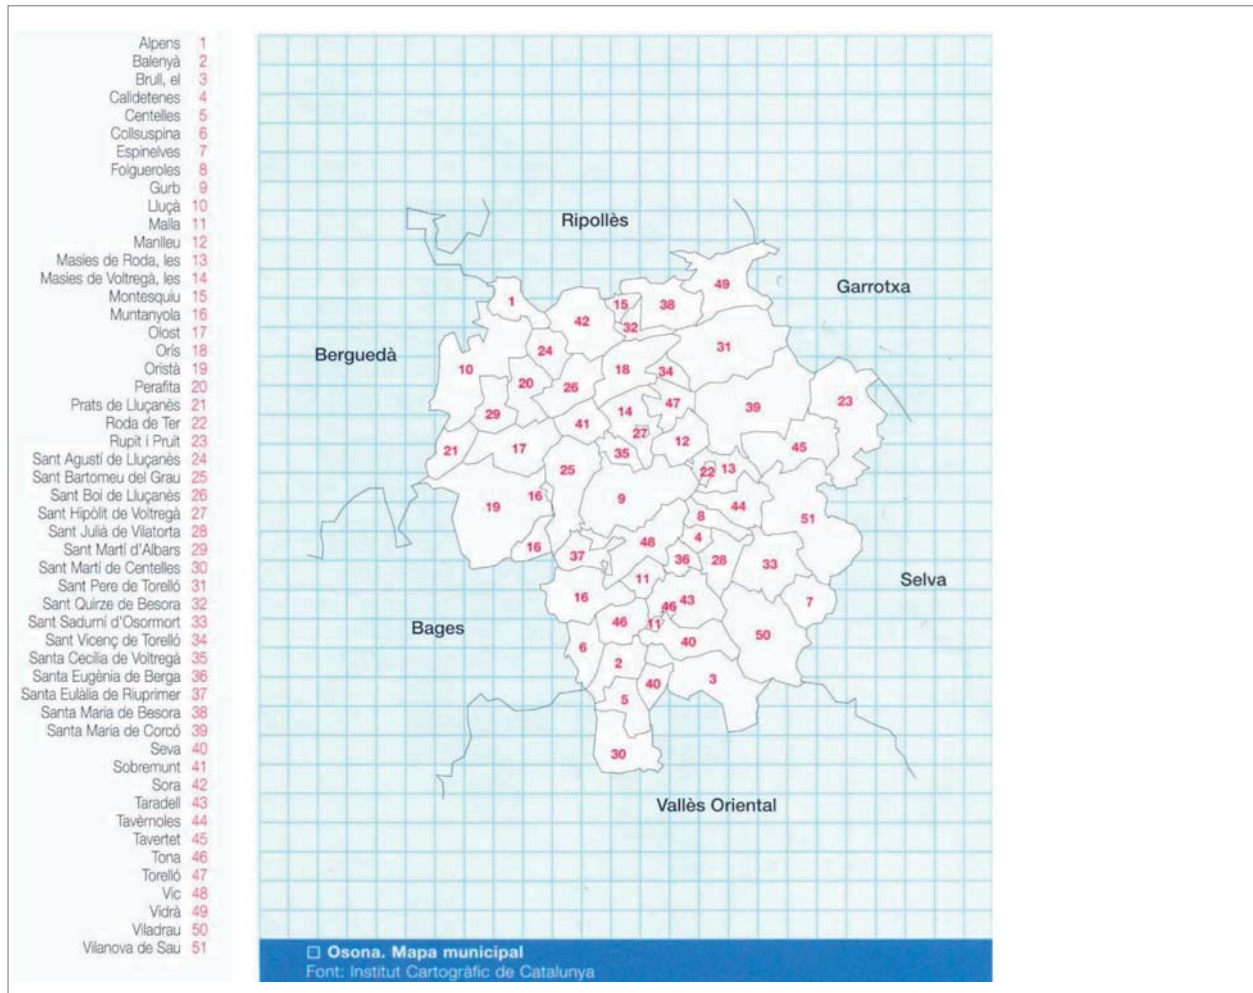 Alpens 1
Balenyà 2
Brull, el 3
Calldetenes 4
Centelles 5
Collsuspina 6
Espinelves 7
Folgueroles 8
Gurb 9
Lluçà 10
Malla 11
Manlleu 12
Masies de Roda, les 13
Masies de Voltregà, les 14
Montesquiu 15
Muntanyola 16
Olost 17
Orís 18
Oristà 19
Perafita 20
Prats de Lluçanès 21
Roda de Ter 22
Rupit i Pruit 23
Sant Agustí de Lluçanès 24
Sant Bartomeu del Grau 25
Sant Boi de Lluçanès 26
Sant Hipòlit de Voltregà 27
Sant Julià de Vilatorta 28
Sant Martí d'Albars 29
Sant Martí de Centelles 30
Sant Pere de Torelló 31
Sant Quirze de Besora 32
Sant Sadurní d'Osormort 33
Sant Vicenç de Torelló 34
Santa Cecília de Voltregà 35
Santa Eugènia de Berga 36
Santa Eulàlia de Riuprimer 37
Santa Maria de Besora 38
Santa Maria de Corcó 39
Seva 40
Sobremunt 41
Sora 42
Taradell 43
Tavèrnoles 44
Tavertet 45
Tona 46
Torelló 47
Vic 48
Vidrà 49
Viladrau 50
Vilanova de Sau 51
Ripollès
49
Garrotxa
1
15
38
42
32
31
24
Berguedà
10
18
34
20
26
47
39
23
29
14
41
27
12
17
35
45
21
25
22
13
16
9
19
44
8
51
4
48
16
37
36
28
33
11
Selva
16
46
43
7
46
11
Bages
50
6
40
2
3
40
5
30
Vallès Oriental
Osona. Mapa municipal
Font: Institut Cartogràfic de Catalunya